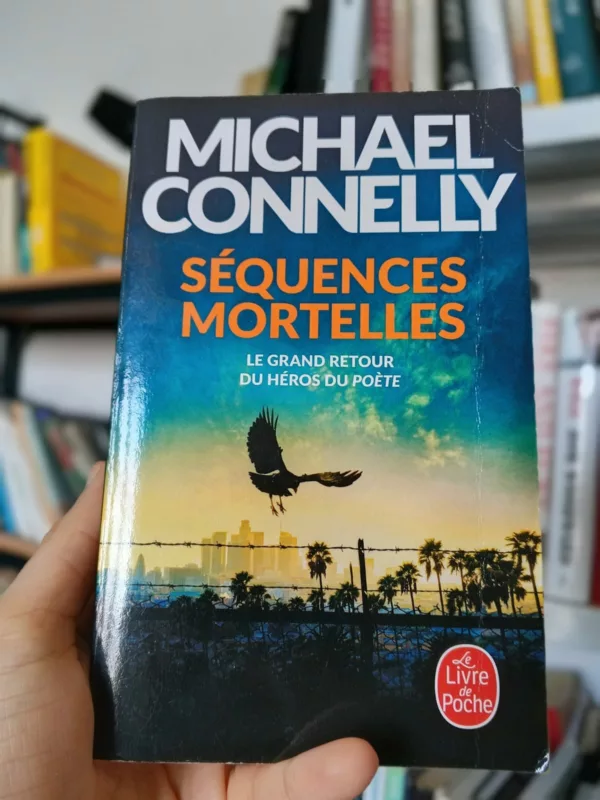 MICHAEL
CONNELLY
SÉQUENCES
MORTELLES
LE GRAND RETOUR
DU HÉROS DU POÈTE
Le
Livre
de
Poche